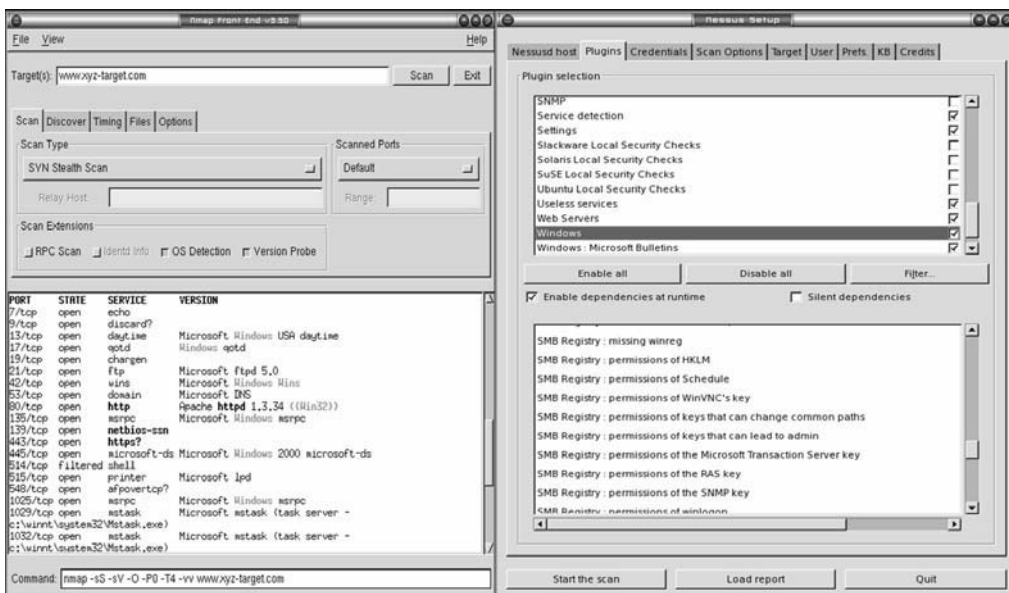 Nmap Front End v3.50
File View Help
Target(s): www.xyz-target.com Scan Exit
Scan Discover Timing Files Options
Scan Type
SYN Stealth Scan
Relay Host:
Scanned Ports
Default
Range:
Scan Extensions
RPC Scan Identd Info OS Detection Version Probe
PORT STATE SERVICE VERSION
7/tcp open echo
9/tcp open discard?
13/tcp open daytime Microsoft Windows USA daytime
17/tcp open qotd Windows qotd
19/tcp open chargen
21/tcp open ftp Microsoft ftpd 5.0
42/tcp open wins Microsoft Windows Wins
53/tcp open domain Microsoft DNS
80/tcp open http Apache httpd 1.3.34 ((Win32))
135/tcp open msrpc Microsoft Windows msrpc
139/tcp open netbios-ssn
443/tcp open https?
445/tcp open microsoft-ds Microsoft Windows 2000 microsoft-ds
514/tcp filtered shell
515/tcp open printer Microsoft lpd
548/tcp open afpovertcp?
1025/tcp open msrpc Microsoft Windows msrpc
1029/tcp open mstask Microsoft mstask (task server -
c:\winnt\system32\Mstask.exe)
1032/tcp open mstask Microsoft mstask (task server -
c:\winnt\system32\Mstask.exe)
Command: nmap -sS -sV -O -P0 -T4 -vv www.xyz-target.com
Nessus Setup
Nessusd host Plugins Credentials Scan Options Target User Prefs. KB Credits
Plugin selection
SNMP
Service detection
Settings
Slackware Local Security Checks
Solaris Local Security Checks
SuSE Local Security Checks
Ubuntu Local Security Checks
Useless services
Web Servers
Windows
Windows : Microsoft Bulletins
Enable all Disable all Filter...
Enable dependencies at runtime Silent dependencies
SMB Registry : missing winreg
SMB Registry : permissions of HKLM
SMB Registry : permissions of Schedule
SMB Registry : permissions of WinVNC's key
SMB Registry : permissions of keys that can change common paths
SMB Registry : permissions of keys that can lead to admin
SMB Registry : permissions of the Microsoft Transaction Server key
SMB Registry : permissions of the RAS key
SMB Registry : permissions of the SNMP key
SMB Registry : permissions of winlogon
Start the scan Load report Quit